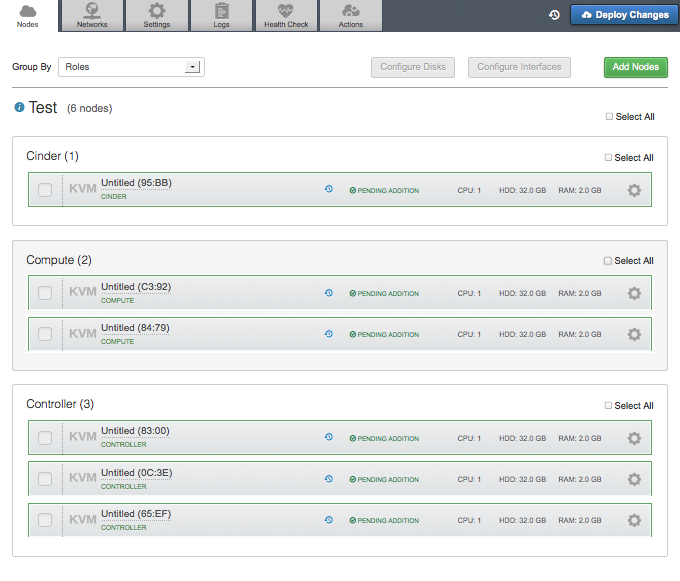 Nodes Networks Settings Logs Health Check Actions Deploy Changes
Group By Roles Configure Disks Configure Interfaces Add Nodes
Test (6 nodes)
Select All
Cinder (1) Select All
KVM Untitled (95:BB) PENDING ADDITION CPU: 1 HDD: 32.0 GB RAM: 2.0 GB
CINDER
Compute (2) Select All
KVM Untitled (C3:92) PENDING ADDITION CPU: 1 HDD: 32.0 GB RAM: 2.0 GB
COMPUTE
KVM Untitled (84:79) PENDING ADDITION CPU: 1 HDD: 32.0 GB RAM: 2.0 GB
COMPUTE
Controller (3) Select All
KVM Untitled (83:00) PENDING ADDITION CPU: 1 HDD: 32.0 GB RAM: 2.0 GB
CONTROLLER
KVM Untitled (0C:3E) PENDING ADDITION CPU: 1 HDD: 32.0 GB RAM: 2.0 GB
CONTROLLER
KVM Untitled (65:EF) PENDING ADDITION CPU: 1 HDD: 32.0 GB RAM: 2.0 GB
CONTROLLER